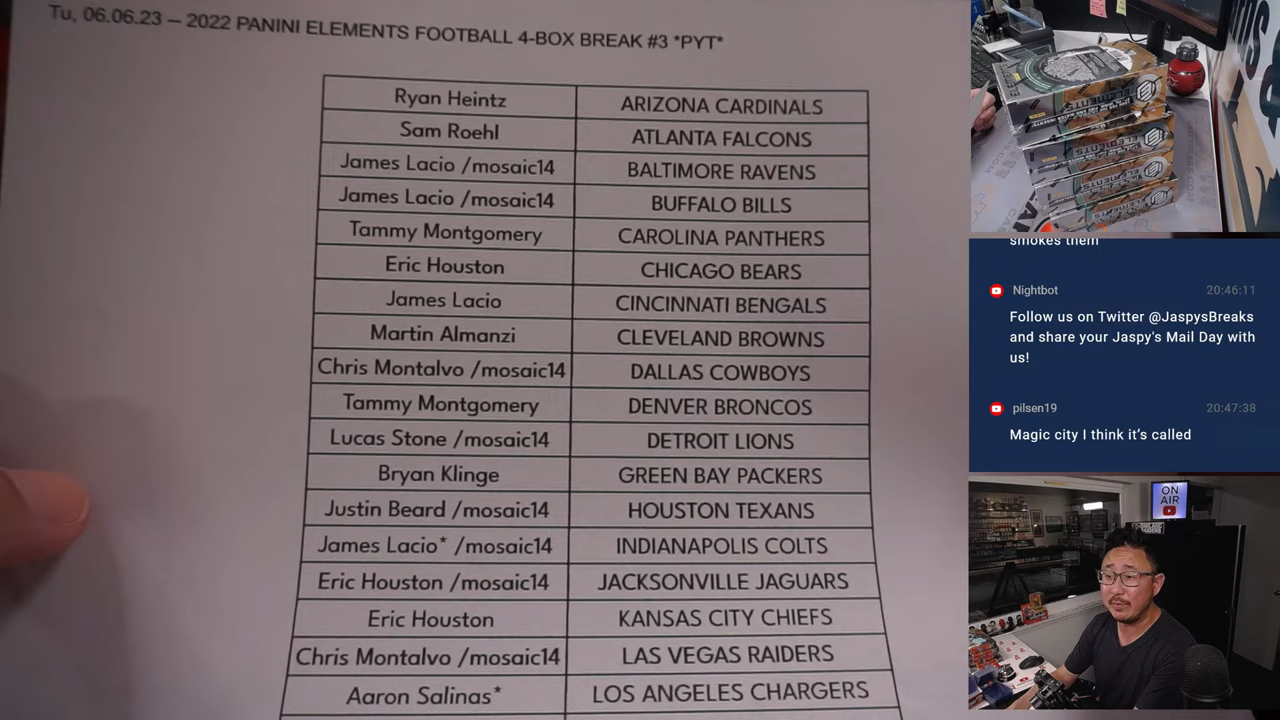 Tu, 06.06.23 – 2022 PANINI ELEMENTS FOOTBALL 4-BOX BREAK #3 *PYT*
Ryan Heintz ARIZONA CARDINALS
Sam Roehl ATLANTA FALCONS
James Lacio /mosaic14 BALTIMORE RAVENS
James Lacio /mosaic14 BUFFALO BILLS
Tammy Montgomery CAROLINA PANTHERS
Eric Houston CHICAGO BEARS
James Lacio CINCINNATI BENGALS
Martin Almanzi CLEVELAND BROWNS
Chris Montalvo /mosaic14 DALLAS COWBOYS
Tammy Montgomery DENVER BRONCOS
Lucas Stone /mosaic14 DETROIT LIONS
Bryan Klinge GREEN BAY PACKERS
Justin Beard /mosaic14 HOUSTON TEXANS
James Lacio* /mosaic14 INDIANAPOLIS COLTS
Eric Houston /mosaic14 JACKSONVILLE JAGUARS
Eric Houston KANSAS CITY CHIEFS
Chris Montalvo /mosaic14 LAS VEGAS RAIDERS
Aaron Salinas* LOS ANGELES CHARGERS
ELEMENTS
smokes them
Nightbot 20:46:11
Follow us on Twitter @JaspysBreaks
and share your Jaspy's Mail Day with
us!
pilsen19 20:47:38
Magic city I think it's called
ON
AIR